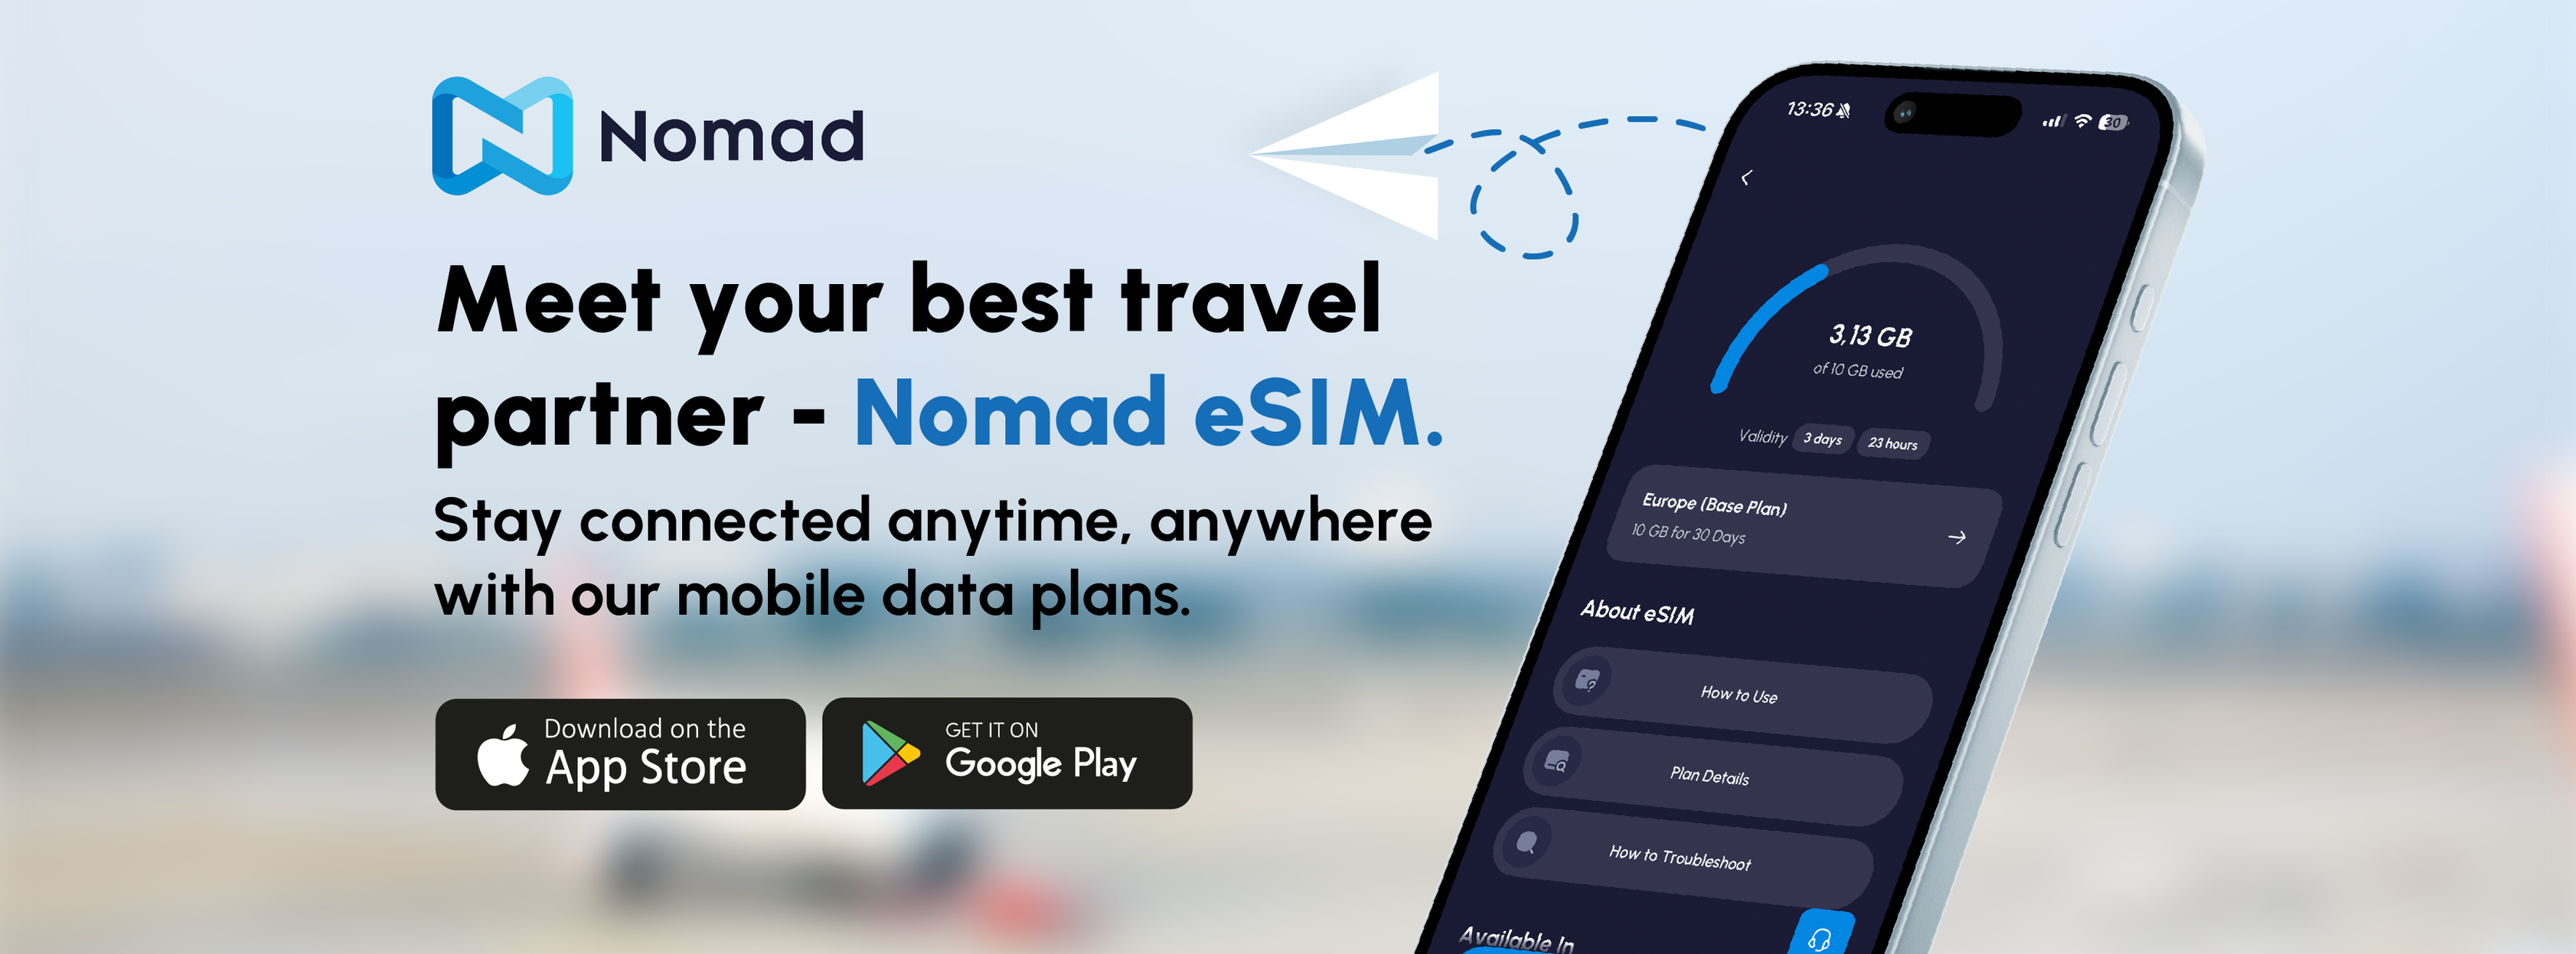 Nomad
Meet your best travel
partner - Nomad eSIM.
Stay connected anytime, anywhere
with our mobile data plans.
Download on the
App Store
GET IT ON
Google Play
13:36
30
3,13 GB
of 10 GB used
Validity 3 days 23 hours
Europe (Base Plan)
10 GB for 30 Days
About eSIM
How to Use
Plan Details
How to Troubleshoot
Available In